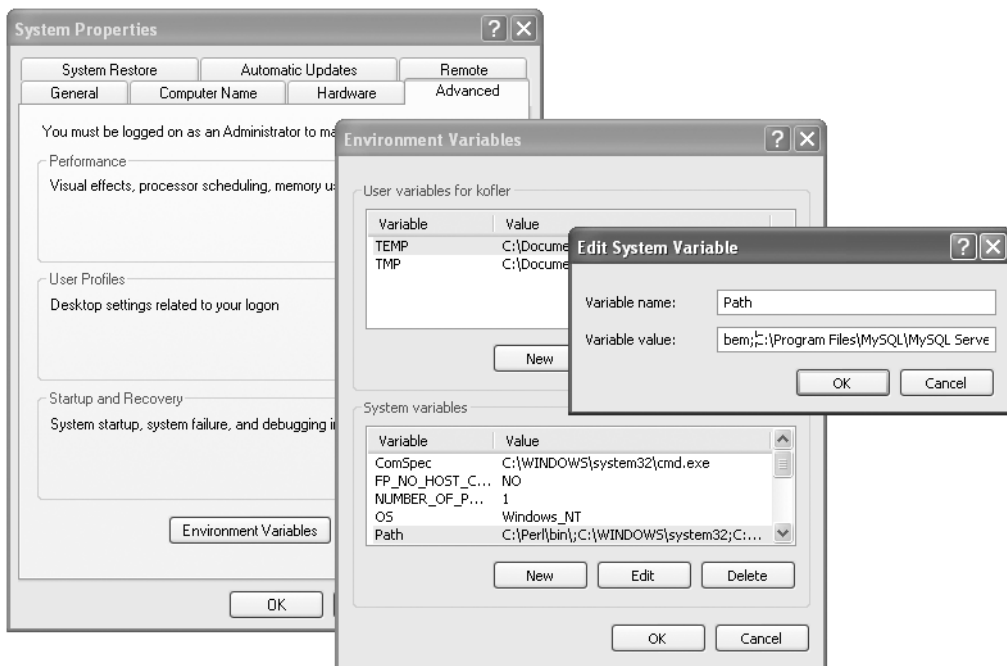 System Properties
System Restore
Automatic Updates
Remote
General
Computer Name
Hardware
Advanced
You must be logged on as an Administrator to ma
Performance
Visual effects, processor scheduling, memory u
User Profiles
Desktop settings related to your logon
Startup and Recovery
System startup, system failure, and debugging i
Environment Variables
OK
Environment Variables
User variables for kofler
Variable Value
TEMP C:\Docume
TMP C:\Docume
New
System variables
Variable Value
ComSpec C:\WINDOWS\system32\cmd.exe
FP_NO_HOST_C... NO
NUMBER_OF_P... 1
OS Windows_NT
Path C:\Perl\bin\;C:\WINDOWS\system32;C:...
New
Edit
Delete
OK
Cancel
Edit System Variable
Variable name: Path
Variable value: bem;C:\Program Files\MySQL\MySQL Serve
OK
Cancel